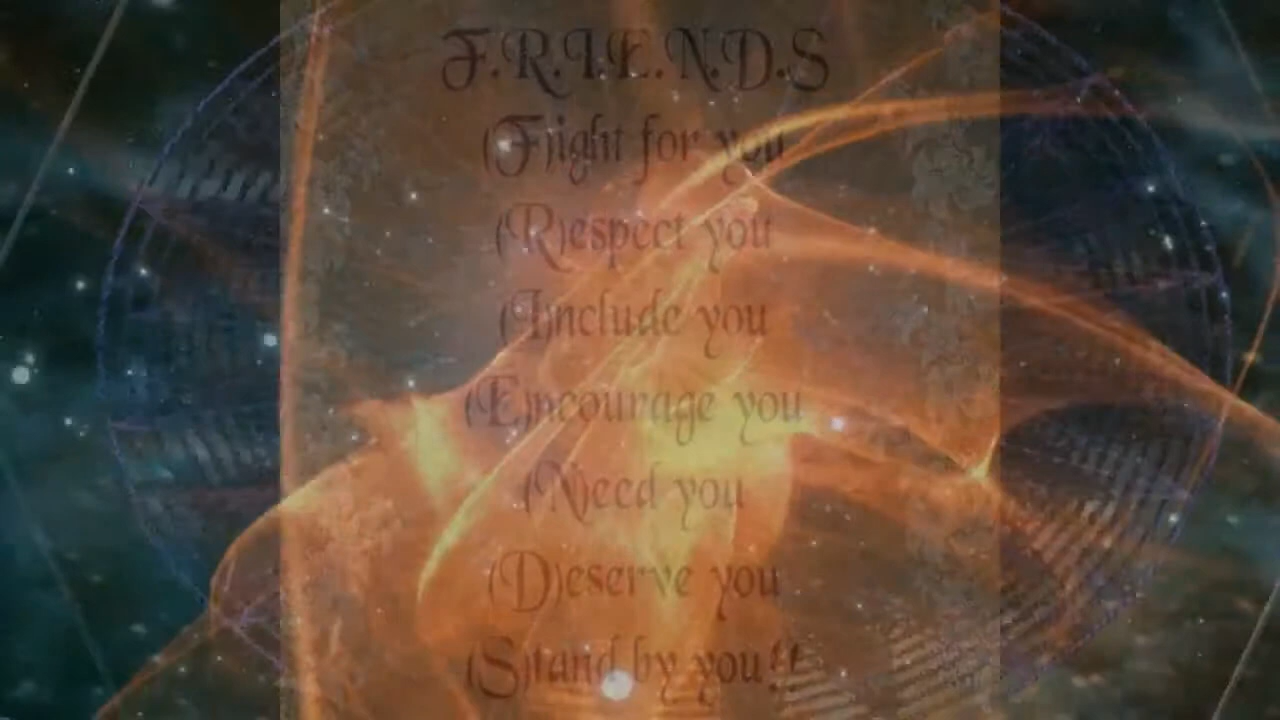 F.R.I.E.N.D.S
(F)ight for you
(R)espect you
(I)nclude you
(E)ncourage you
(N)eed you
(D)eserve you
(S)tand by you!!